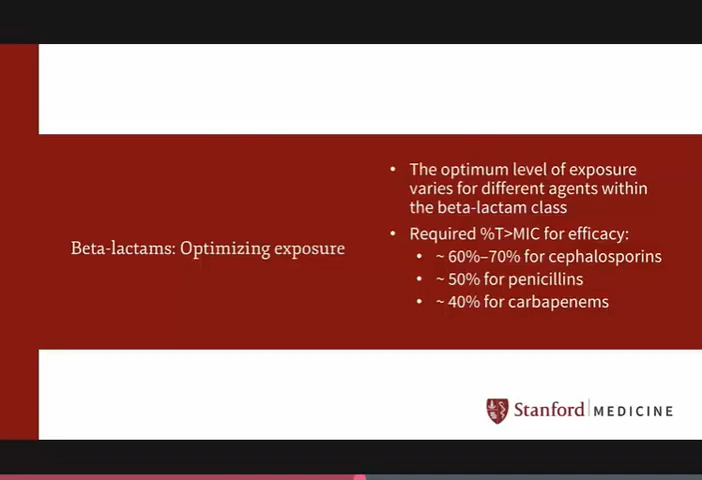 Beta-lactams: Optimizing exposure
• The optimum level of exposure
varies for different agents within
the beta-lactam class
• Required %T>MIC for efficacy:
• ~ 60%–70% for cephalosporins
• ~ 50% for penicillins
• ~ 40% for carbapenems
Stanford MEDICINE